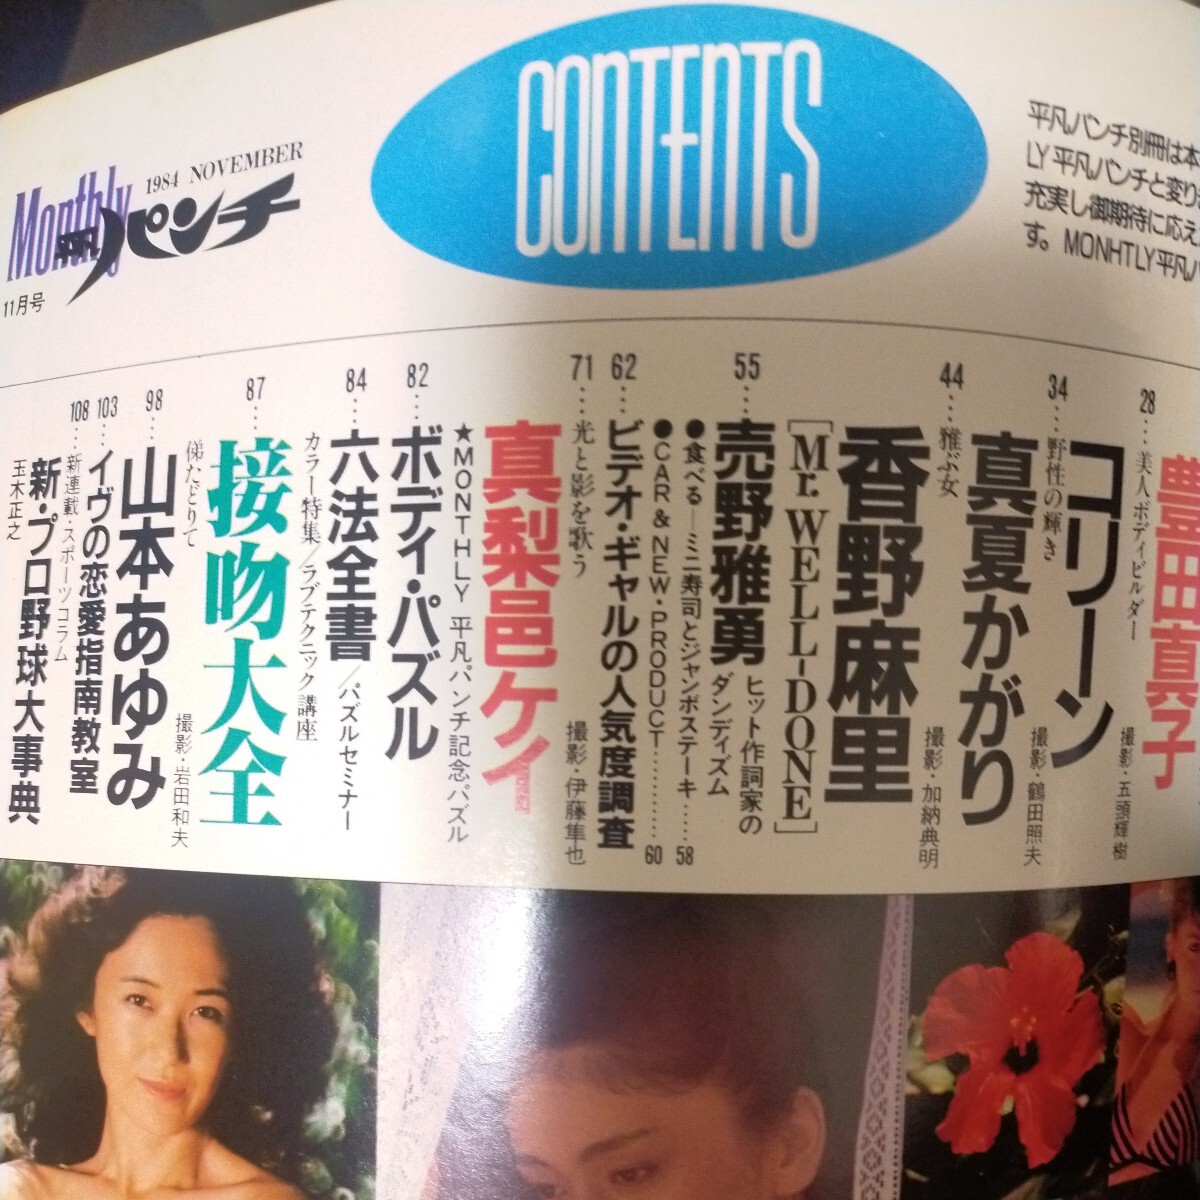 CONTENTS
Monthly
平凡パンチ
1984 NOVEMBER
11月号
平凡パンチ別冊は本
LY平凡パンチと変りま
充実し御期待に応え
す。MONHTLY平凡パ
28…美人ボディビルダー
豊田真子
撮影・五頭輝樹
34…野性の輝き
コリーン
撮影・鶴田照夫
44…雅ぶ女
真夏かがり
香野麻里
撮影・加納典明
[Mr.WELL-DONE]
55…売野雅勇
ヒット作詞家の
ダンディズム
●食べる―ミニ寿司とジャンボステーキ……58
●CAR&NEW・PRODUCT…………60
62…ビデオ・ギャルの人気度調査
71…光と影を歌う
真梨邑ケイ
撮影・伊藤隼也
★MONTHLY 平凡パンチ記念パズル
82…ボディ・パズル
84…六法全書/パズルセミナー
カラー特集/ラブテクニック講座
87…接吻大全
俤たどりて
98…山本あゆみ
撮影・岩田和夫
103…イヴの恋愛指南教室
108…新連載・スポーツコラム
新・プロ野球大事典
玉木正之